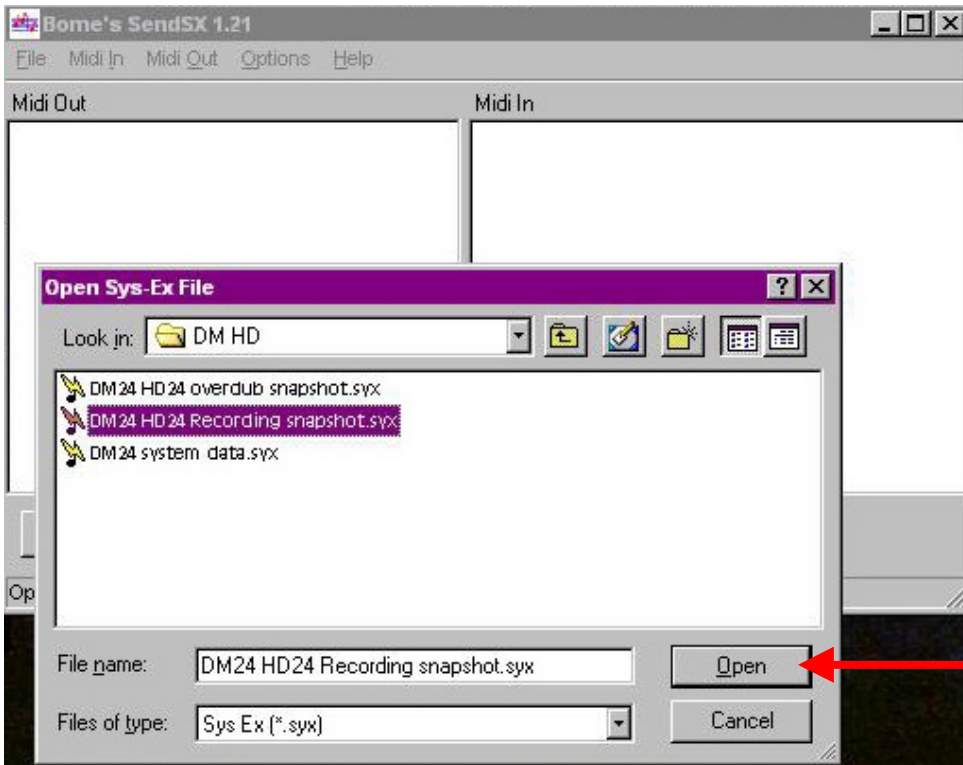 Bome's SendSX 1.21
File Midi In Midi Out Options Help
Midi Out Midi In
Open Sys-Ex File
Look in: DM HD
DM24 HD24 overdub snapshot.syx
DM24 HD24 Recording snapshot.syx
DM24 system data.syx
Op
File name: DM24 HD24 Recording snapshot.syx Open
Files of type: Sys Ex (*.syx) Cancel